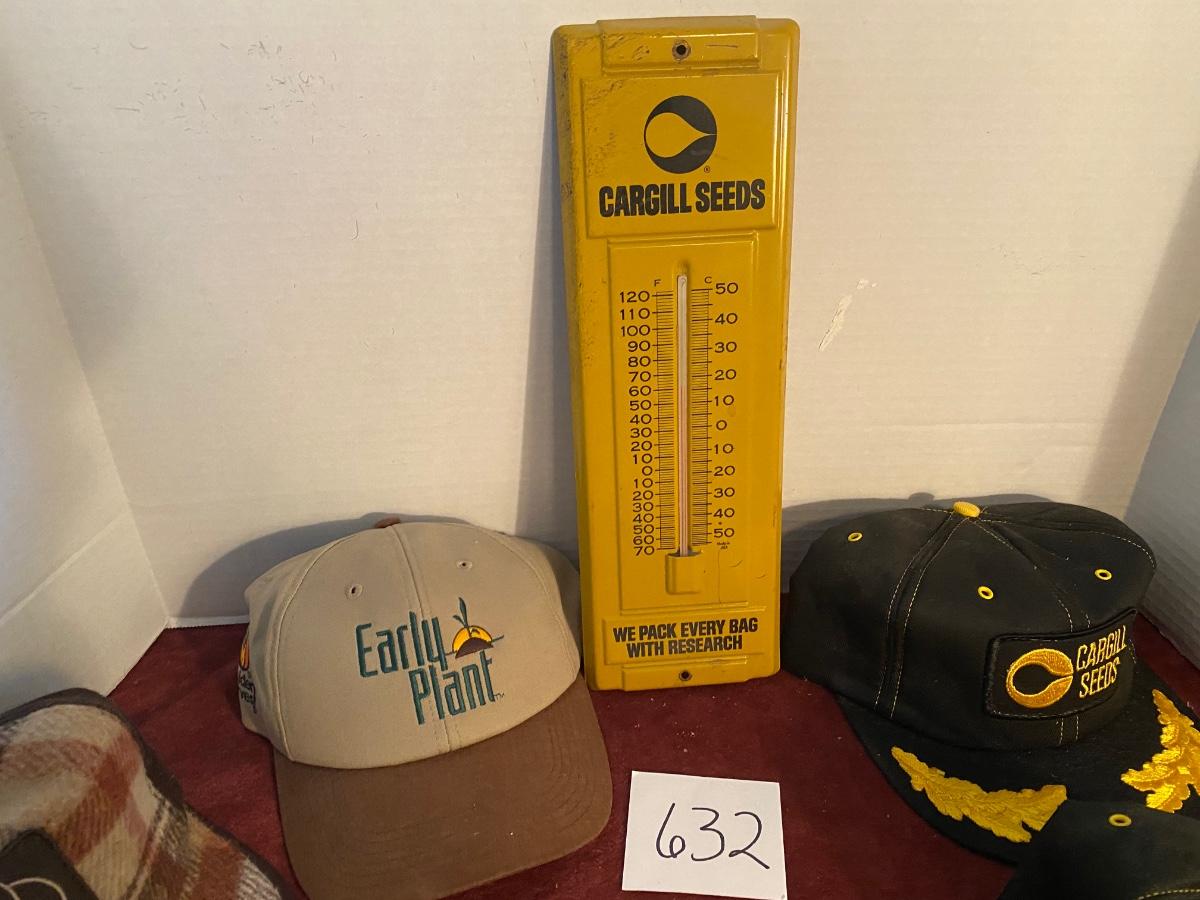 CARGILL SEEDS
F C
120 50
110 40
100 30
90 20
80 10
70 0
60 10
50 20
40 30
30 40
20 50
10
0
10
20
30
40
50
60
70
WE PACK EVERY BAG
WITH RESEARCH
Early
Plant
CARGILL
SEEDS
632